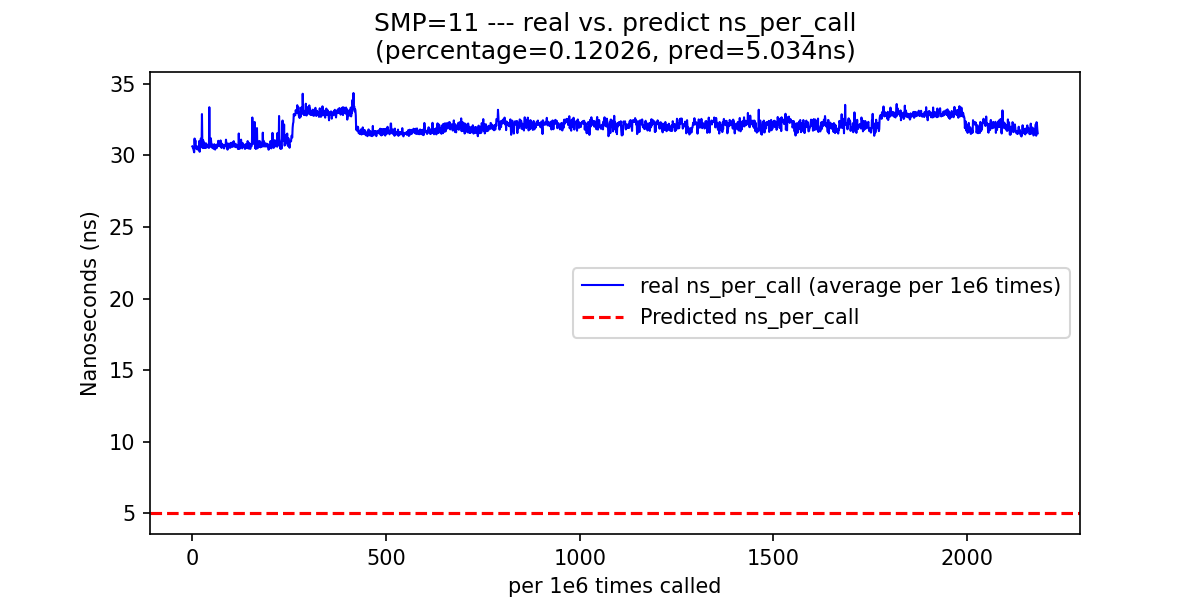 SMP=11 --- real vs. predict ns_per_call
(percentage=0.12026, pred=5.034ns)
35
30
25
20
15
10
5
Nanoseconds (ns)
real ns_per_call (average per 1e6 times)
Predicted ns_per_call
0 500 1000 1500 2000
per 1e6 times called